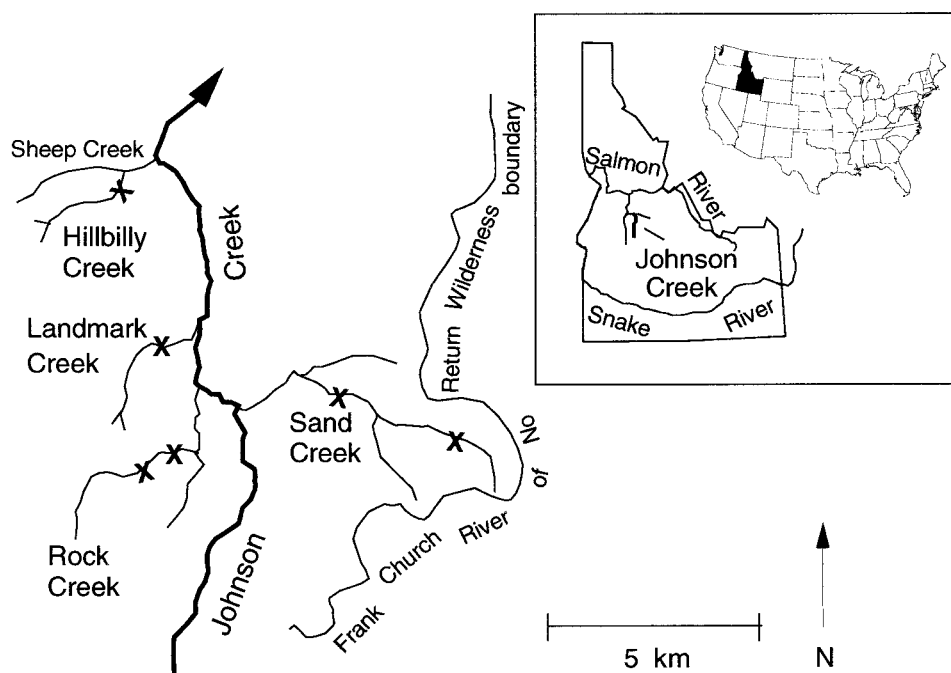 Sheep Creek
Hillbilly
Creek
Creek
Landmark
Creek
Rock
Creek
Johnson
Sand
Creek
Frank Church River of No Return Wilderness boundary
Salmon
River
Johnson
Creek
Snake River
5 km
N